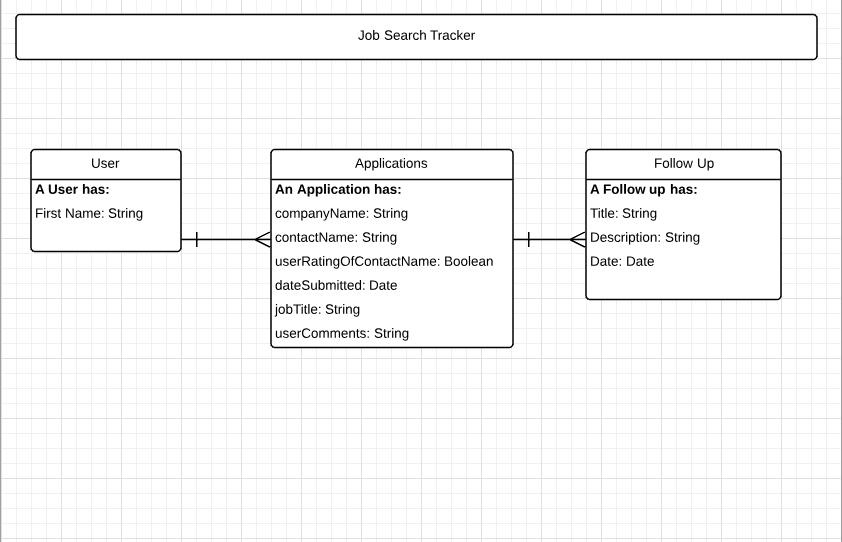 Job Search Tracker
User
A User has:
First Name: String
Applications
An Application has:
companyName: String
contactName: String
userRatingOfContactName: Boolean
dateSubmitted: Date
jobTitle: String
userComments: String
Follow Up
A Follow up has:
Title: String
Description: String
Date: Date